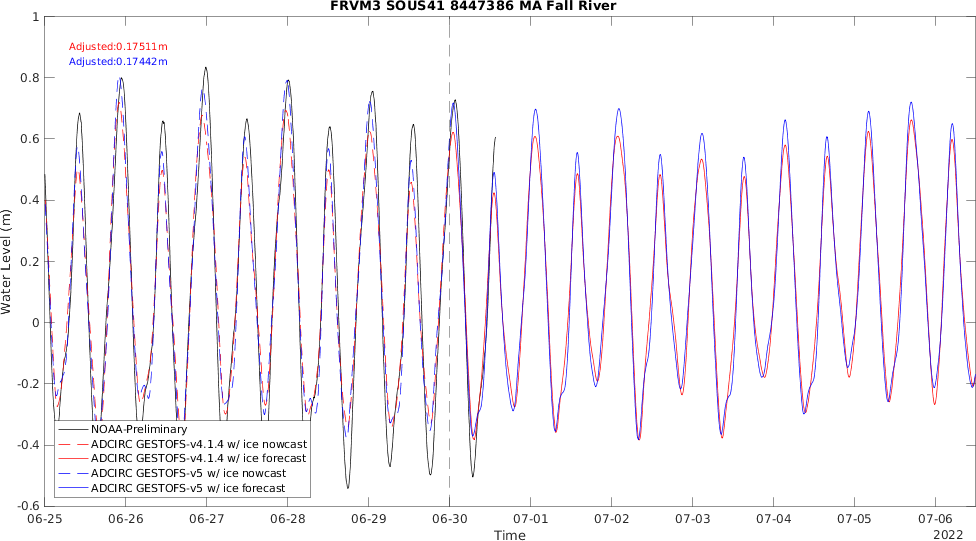 FRVM3 SOUS41 8447386 MA Fall River
1
Adjusted:0.17511m
Adjusted:0.17442m
0.8
0.6
0.4
0.2
0
-0.2
-0.4
-0.6
Water Level (m)
NOAA-Preliminary
ADCIRC GESTOFS-v4.1.4 w/ ice nowcast
ADCIRC GESTOFS-v4.1.4 w/ ice forecast
ADCIRC GESTOFS-v5 w/ ice nowcast
ADCIRC GESTOFS-v5 w/ ice forecast
06-25 06-26 06-27 06-28 06-29 06-30 07-01 07-02 07-03 07-04 07-05 07-06
Time
2022